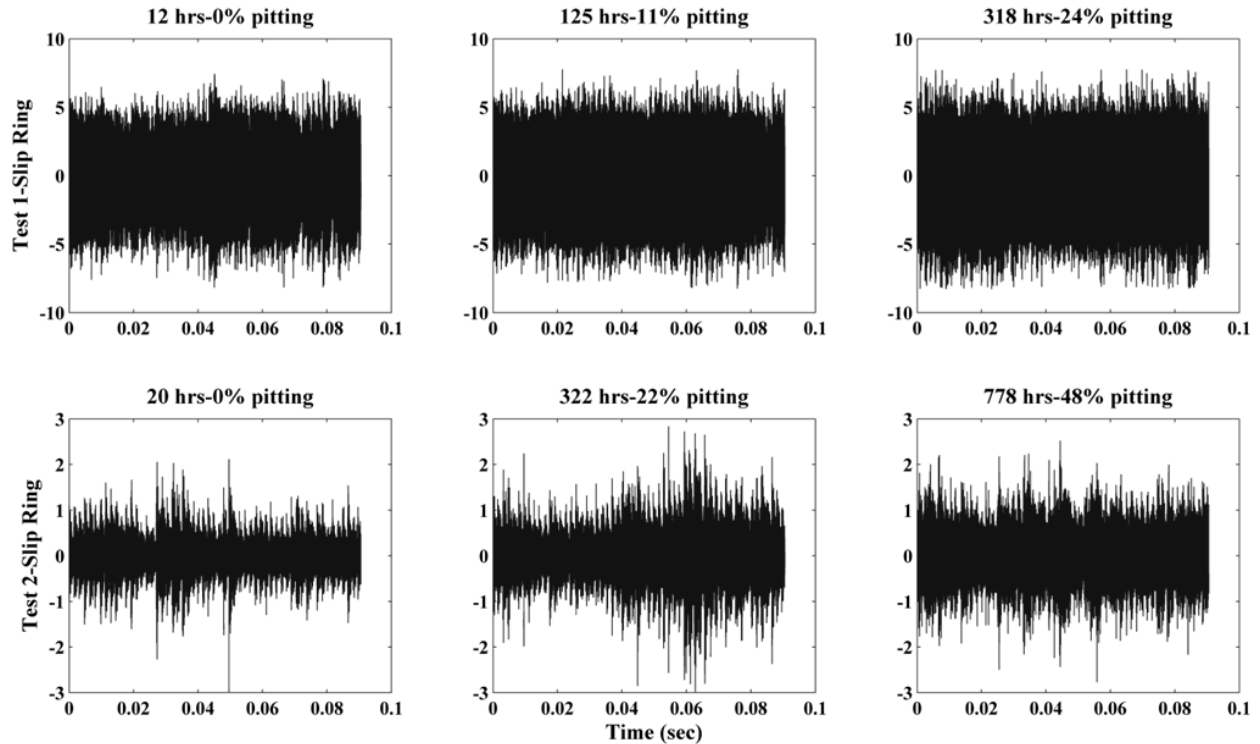 12 hrs-0% pitting
125 hrs-11% pitting
318 hrs-24% pitting
Test 1-Slip Ring
10
5
0
-5
-10
0 0.02 0.04 0.06 0.08 0.1
10
5
0
-5
-10
0 0.02 0.04 0.06 0.08 0.1
10
5
0
-5
-10
0 0.02 0.04 0.06 0.08 0.1
20 hrs-0% pitting
322 hrs-22% pitting
778 hrs-48% pitting
Test 2-Slip Ring
3
2
1
0
-1
-2
-3
0 0.02 0.04 0.06 0.08 0.1
3
2
1
0
-1
-2
-3
0 0.02 0.04 0.06 0.08 0.1
3
2
1
0
-1
-2
-3
0 0.02 0.04 0.06 0.08 0.1
Time (sec)